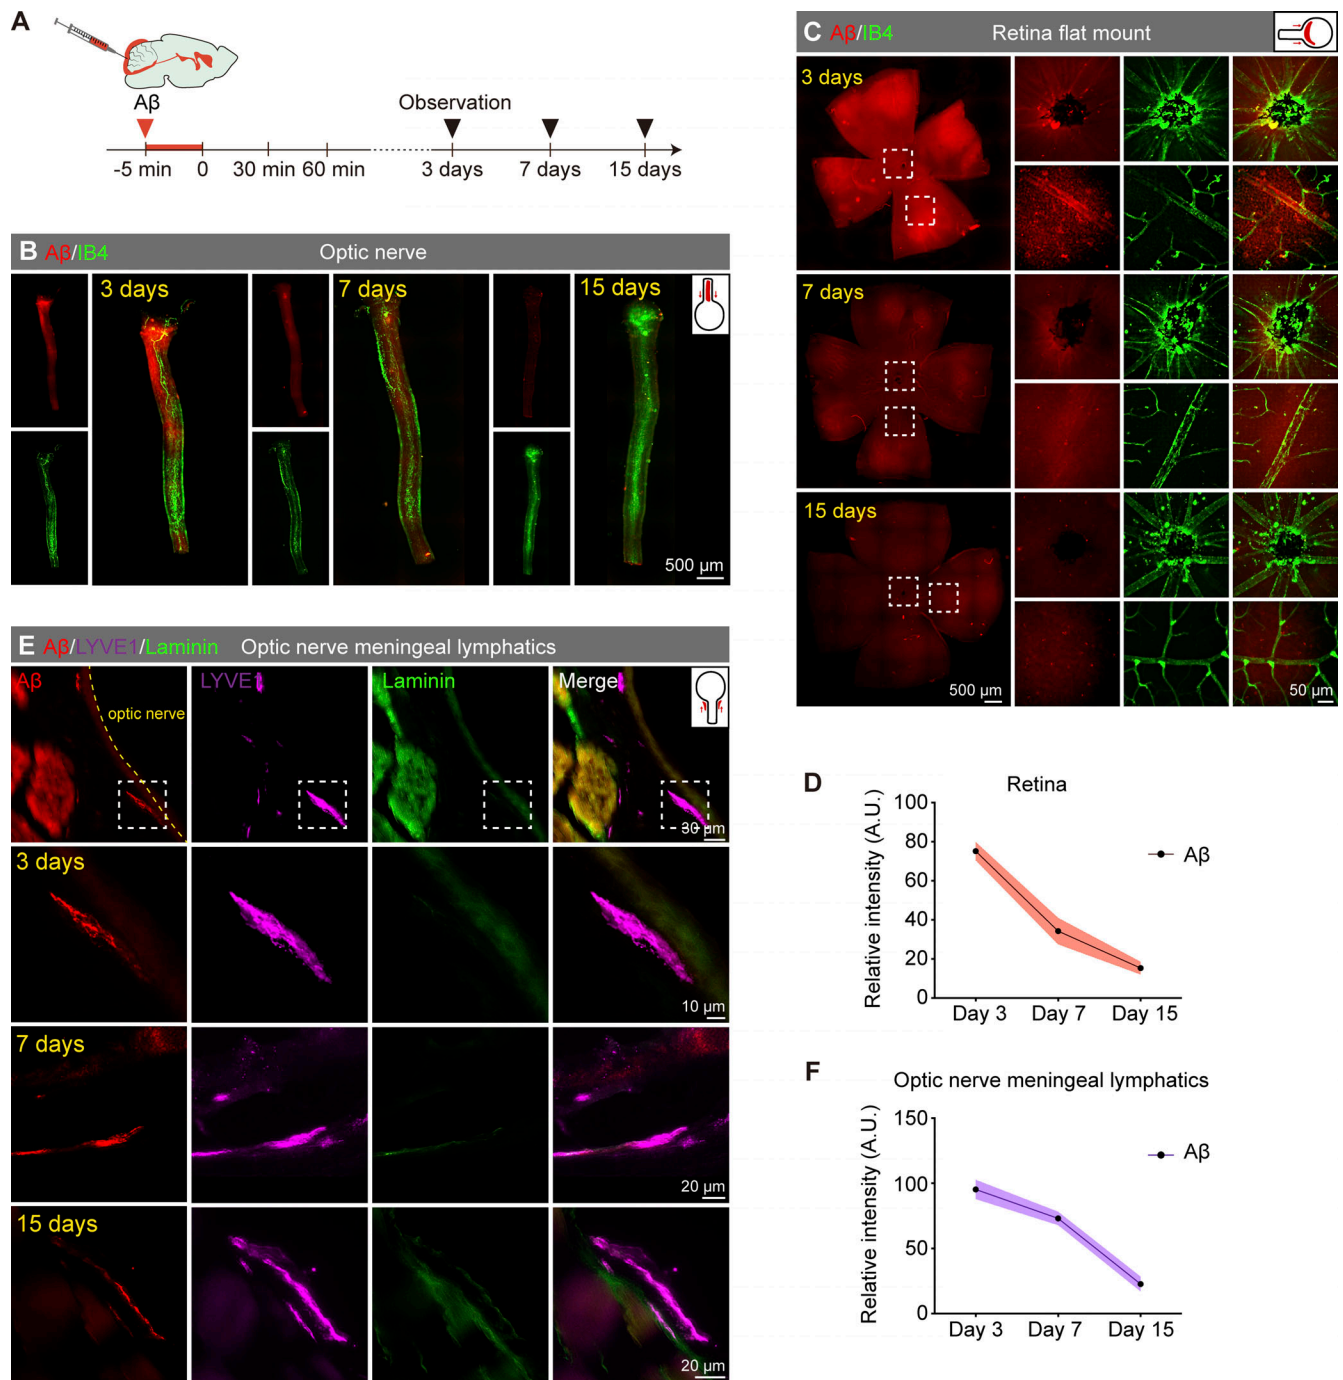 A
Aβ
Observation
-5 min
0
30 min
60 min
3 days
7 days
15 days
B Aβ/IB4 Optic nerve
3 days
7 days
15 days
500 µm
C Aβ/IB4 Retina flat mount
3 days
7 days
15 days
500 µm
50 µm
D
Retina
Relative intensity (A.U.)
100
80
60
40
20
0
Aβ
Day 3
Day 7
Day 15
E Aβ/LYVE1/Laminin Optic nerve meningeal lymphatics
Aβ
LYVE1
Laminin
Merge
optic nerve
30 µm
3 days
10 µm
7 days
20 µm
15 days
20 µm
F
Optic nerve meningeal lymphatics
Relative intensity (A.U.)
150
100
50
0
Aβ
Day 3
Day 7
Day 15